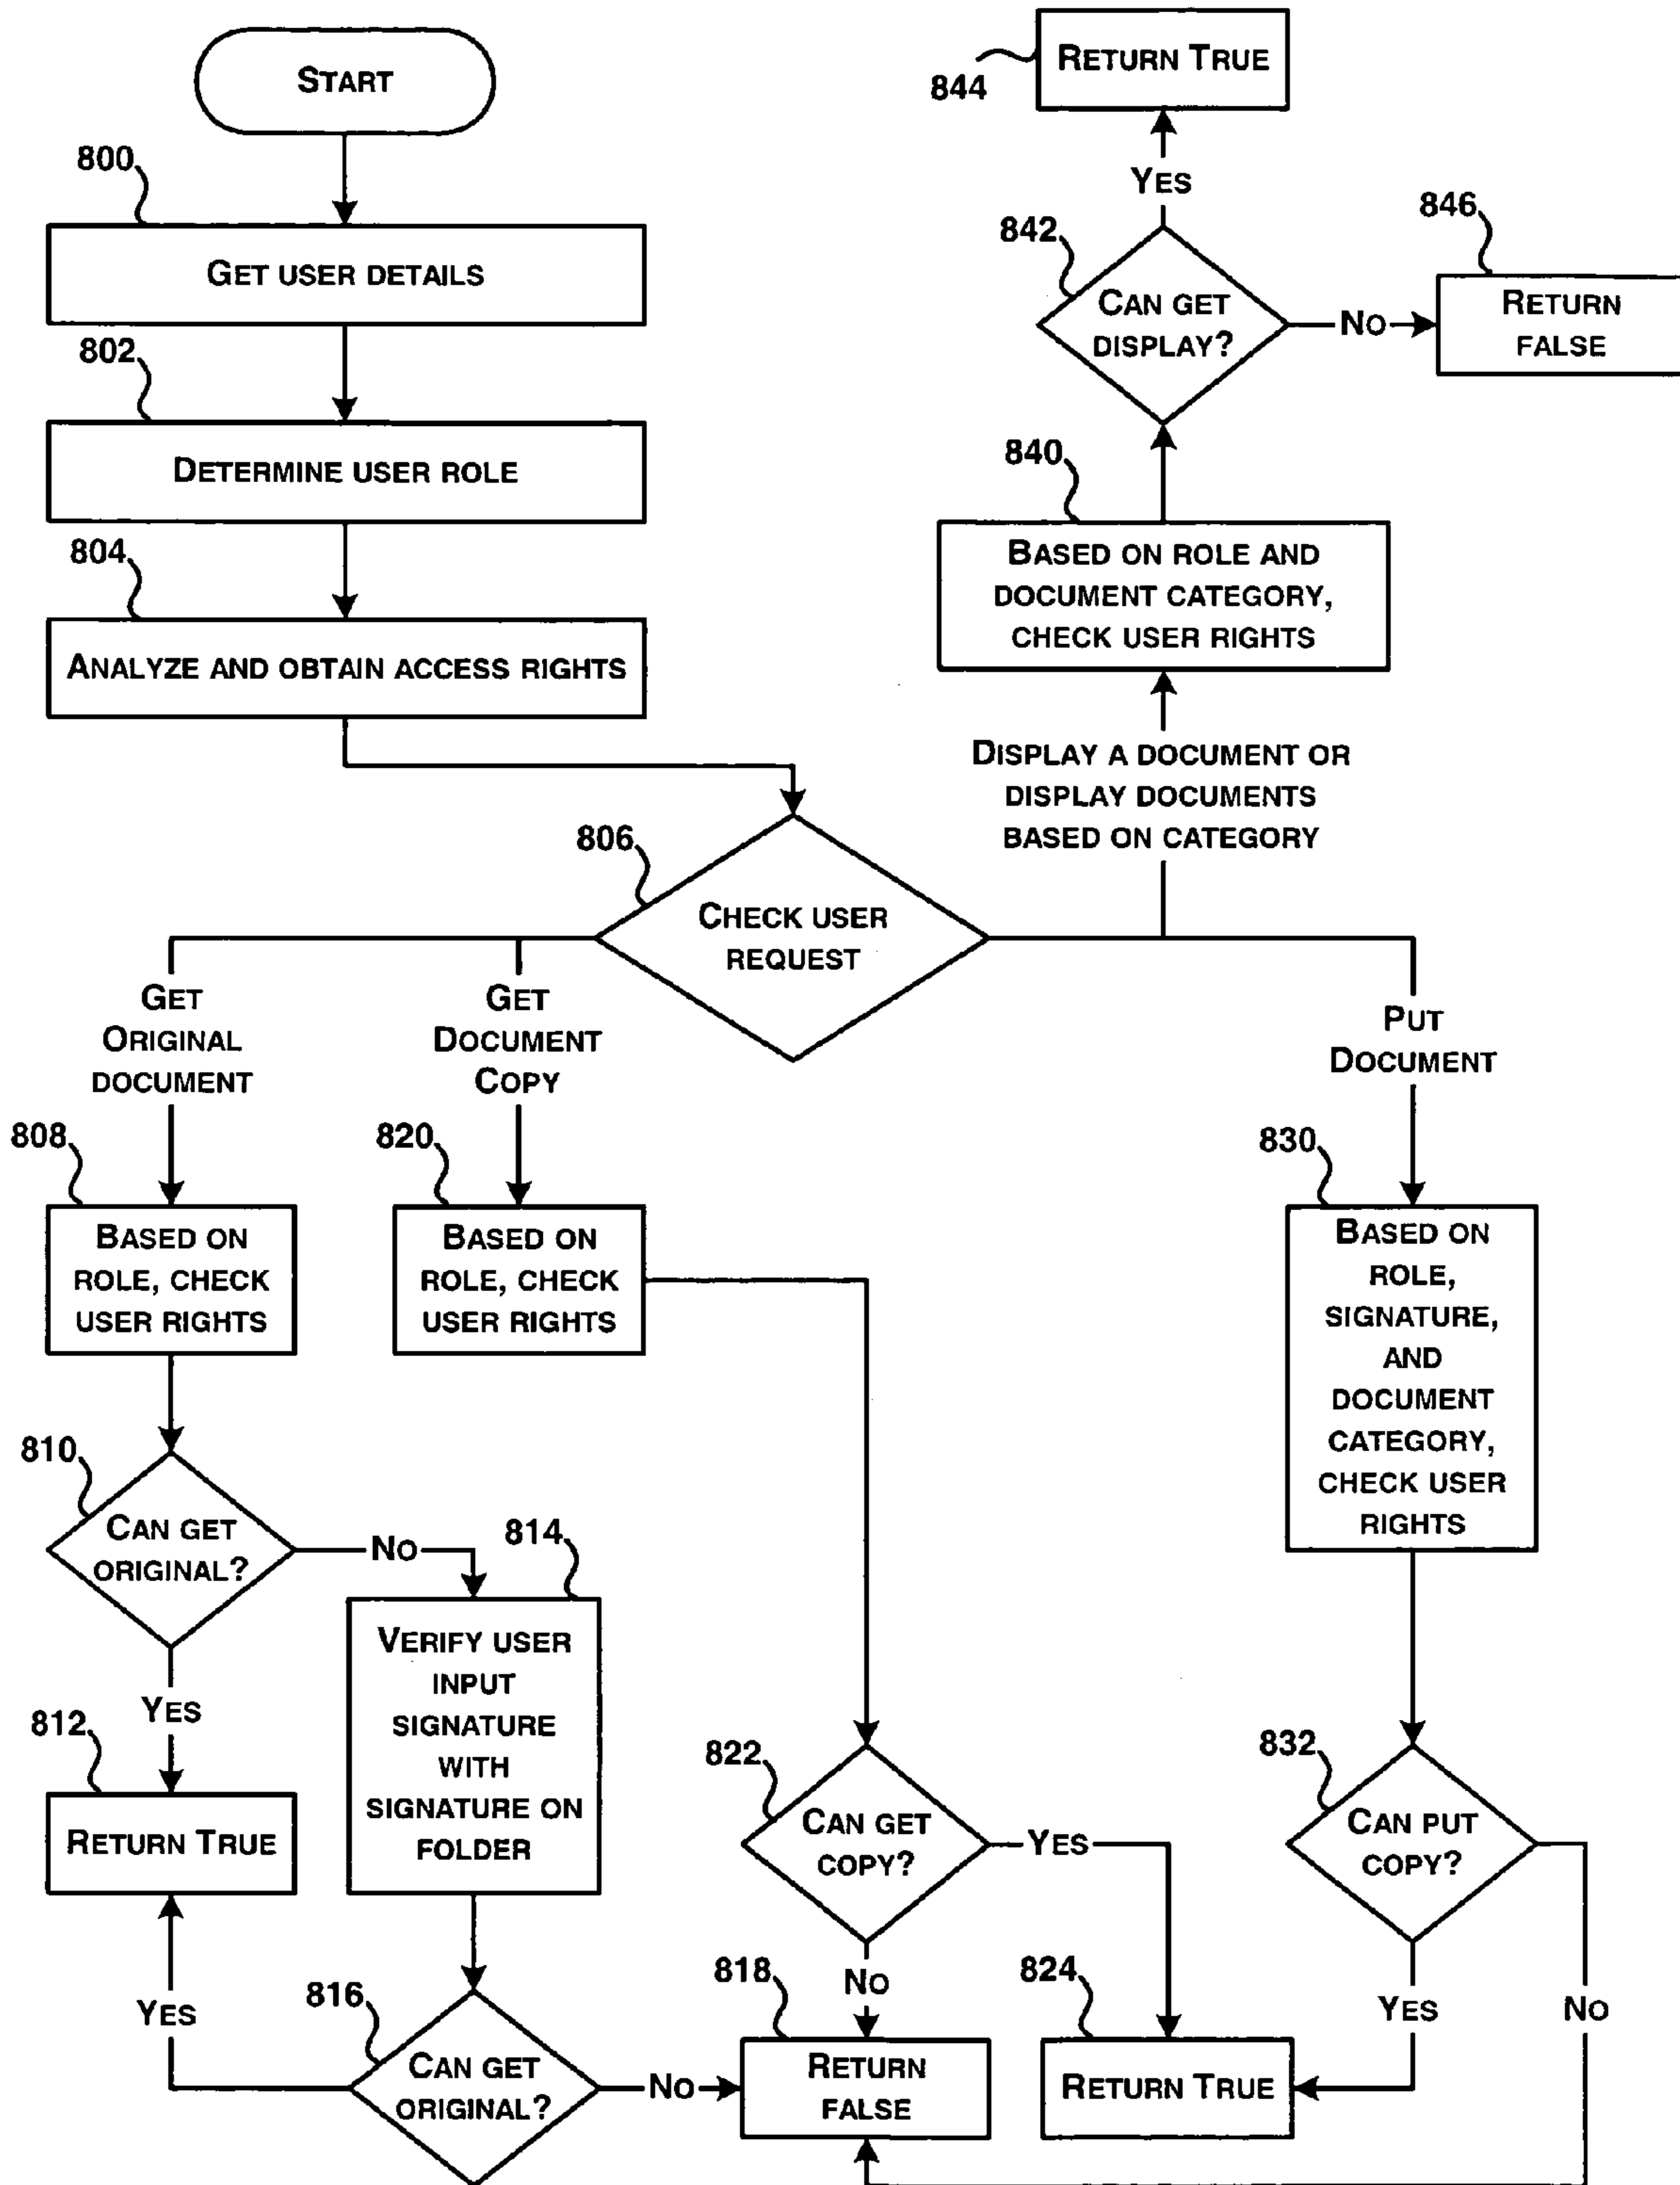 START
800
GET USER DETAILS
802
DETERMINE USER ROLE
804
ANALYZE AND OBTAIN ACCESS RIGHTS
806
CHECK USER
REQUEST
844
RETURN TRUE
YES
842
CAN GET
DISPLAY?
NO
846
RETURN
FALSE
840
BASED ON ROLE AND
DOCUMENT CATEGORY,
CHECK USER RIGHTS
DISPLAY A DOCUMENT OR
DISPLAY DOCUMENTS
BASED ON CATEGORY
GET
ORIGINAL
DOCUMENT
808
BASED ON
ROLE, CHECK
USER RIGHTS
810
CAN GET
ORIGINAL?
YES
812
RETURN TRUE
NO
814
VERIFY USER
INPUT
SIGNATURE
WITH
SIGNATURE ON
FOLDER
816
CAN GET
ORIGINAL?
YES
NO
GET
DOCUMENT
COPY
820
BASED ON
ROLE, CHECK
USER RIGHTS
822
CAN GET
COPY?
YES
NO
818
RETURN
FALSE
824
RETURN TRUE
PUT
DOCUMENT
830
BASED ON
ROLE,
SIGNATURE,
AND
DOCUMENT
CATEGORY,
CHECK USER
RIGHTS
832
CAN PUT
COPY?
YES
NO